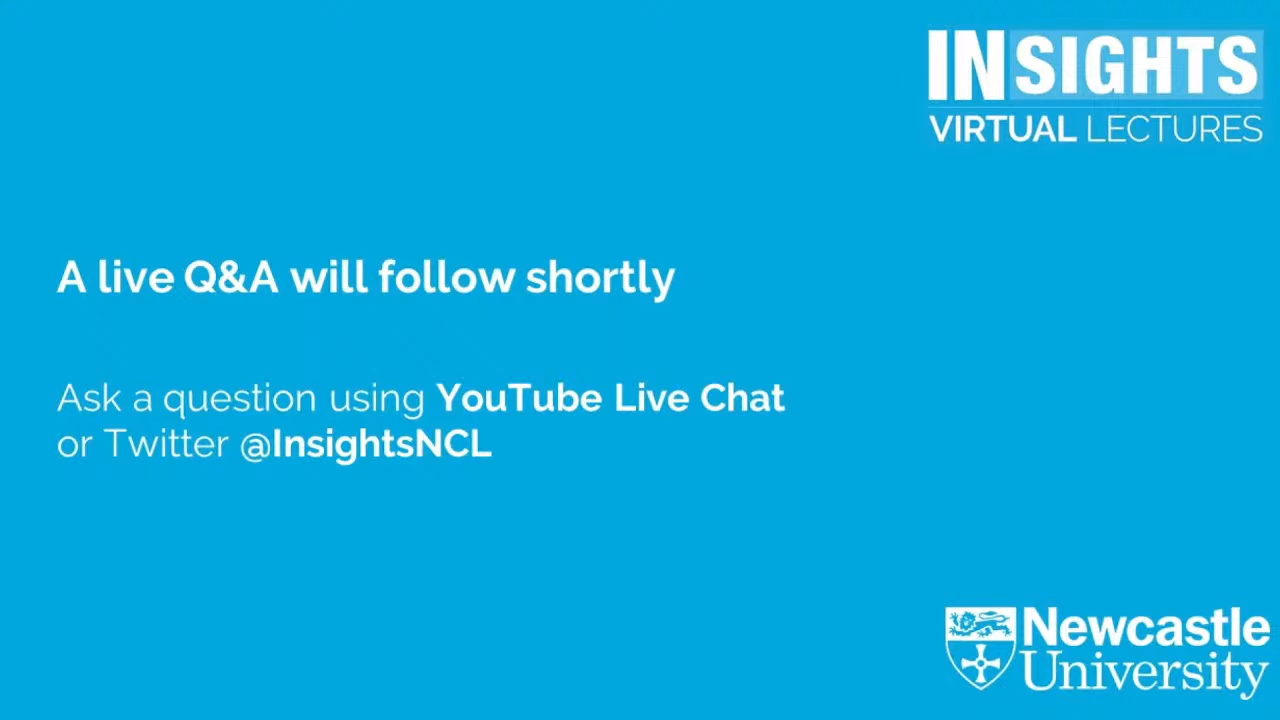 INSIGHTS
VIRTUAL LECTURES
A live Q&A will follow shortly
Ask a question using YouTube Live Chat
or Twitter @InsightsNCL
Newcastle
University